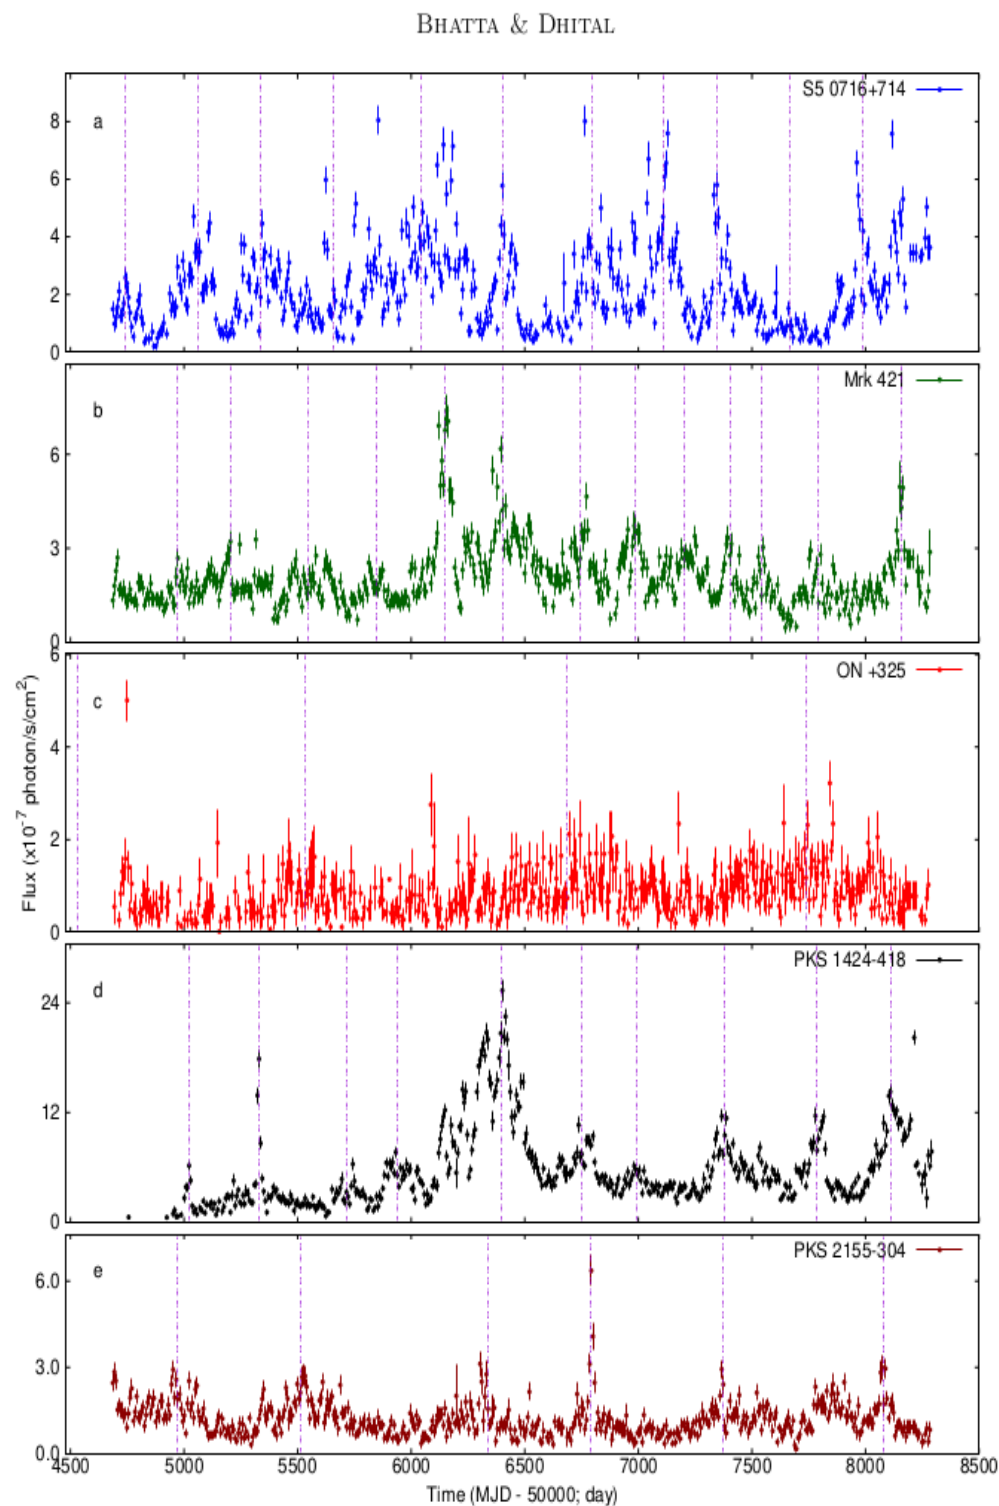 BHATTA & DHITAL
S5 0716+714
a
8
6
4
2
0
Mrk 421
b
6
3
0
ON +325
c
6
4
2
0
Flux (x10⁻⁷ photon/s/cm²)
PKS 1424-418
d
24
12
0
PKS 2155-304
e
6.0
3.0
0.0
4500 5000 5500 6000 6500 7000 7500 8000 8500
Time (MJD - 50000; day)